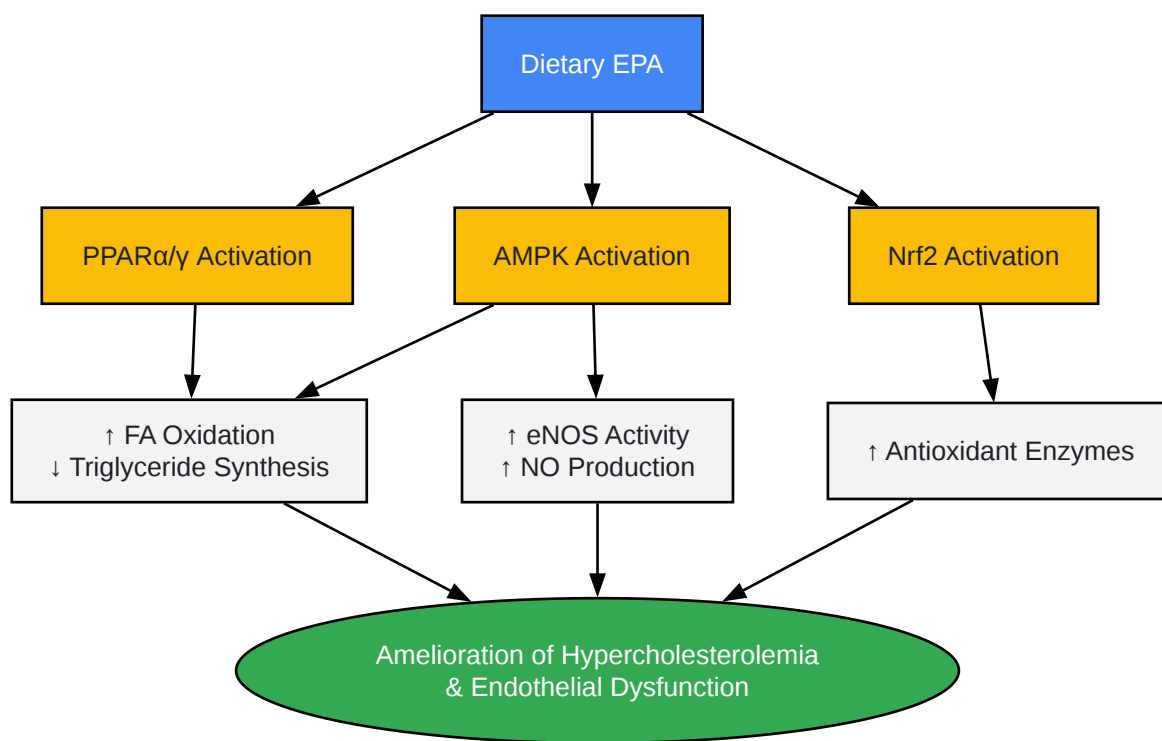 Dietary EPA
PPARα/γ Activation
AMPK Activation
Nrf2 Activation
↑ FA Oxidation
↓ Triglyceride Synthesis
↑ eNOS Activity
↑ NO Production
↑ Antioxidant Enzymes
Amelioration of Hypercholesterolemia
& Endothelial Dysfunction